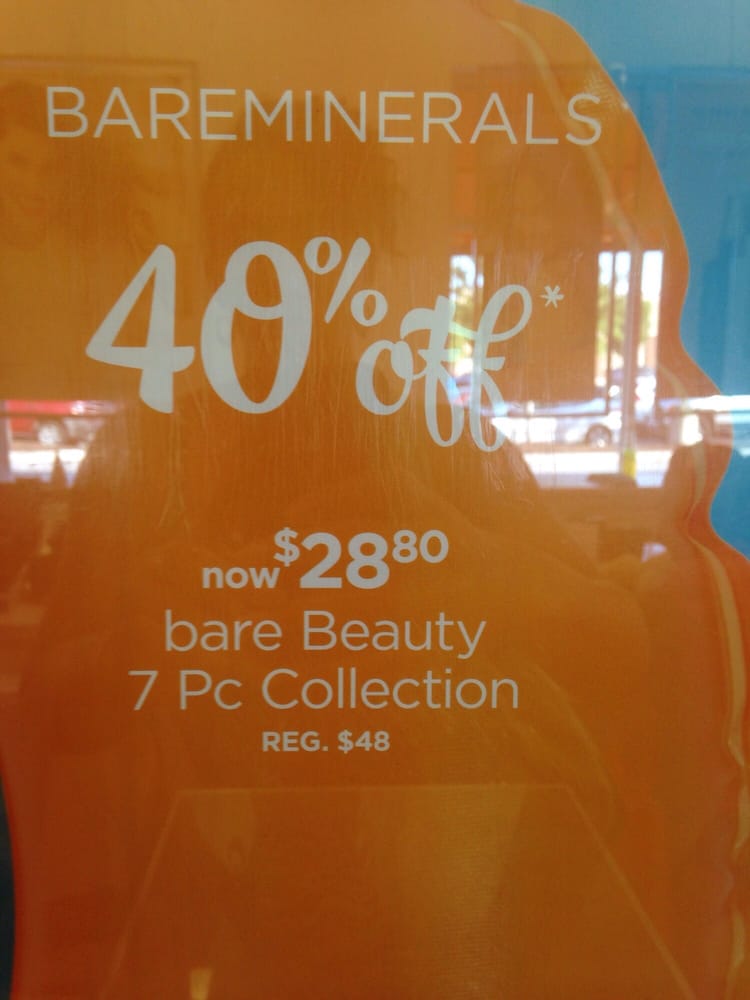 BAREMINERALS
40% off*
now $28 80
bare Beauty
7 Pc Collection
REG. $48